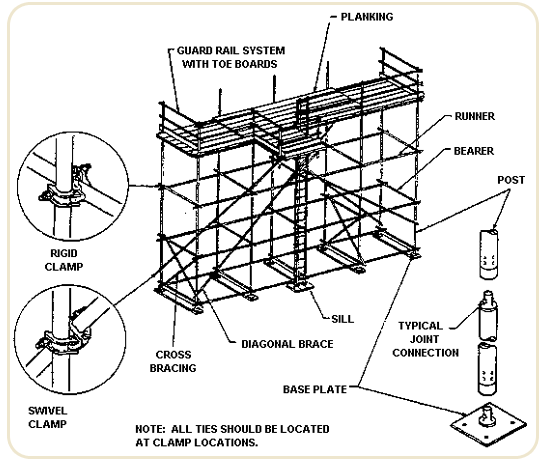 PLANKING
GUARD RAIL SYSTEM
WITH TOE BOARDS
RUNNER
BEARER
POST
RIGID
CLAMP
SILL
TYPICAL
JOINT
CONNECTION
DIAGONAL BRACE
CROSS
BRACING
BASE PLATE
SWIVEL
CLAMP
NOTE: ALL TIES SHOULD BE LOCATED
AT CLAMP LOCATIONS.